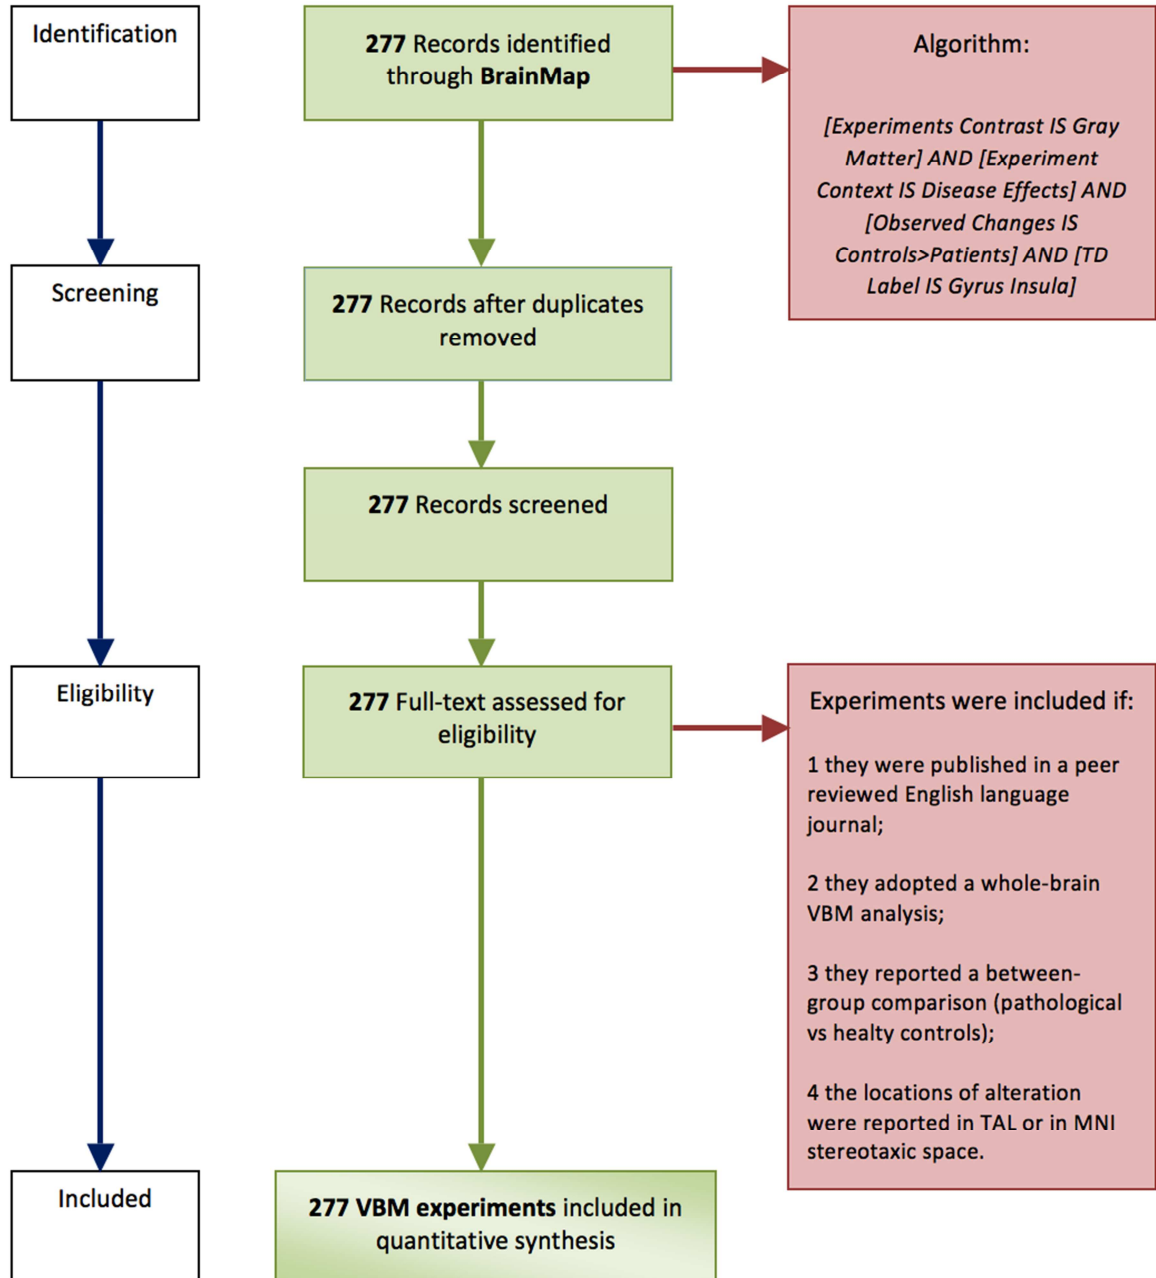 Identification
277 Records identified
through BrainMap
Algorithm:
[Experiments Contrast IS Gray
Matter] AND [Experiment
Context IS Disease Effects] AND
[Observed Changes IS
Controls>Patients] AND [TD
Label IS Gyrus Insula]
Screening
277 Records after duplicates
removed
277 Records screened
Eligibility
277 Full-text assessed for
eligibility
Experiments were included if:
1 they were published in a peer
reviewed English language
journal;
2 they adopted a whole-brain
VBM analysis;
3 they reported a between-
group comparison (pathological
vs healty controls);
4 the locations of alteration
were reported in TAL or in MNI
stereotaxic space.
Included
277 VBM experiments included in
quantitative synthesis